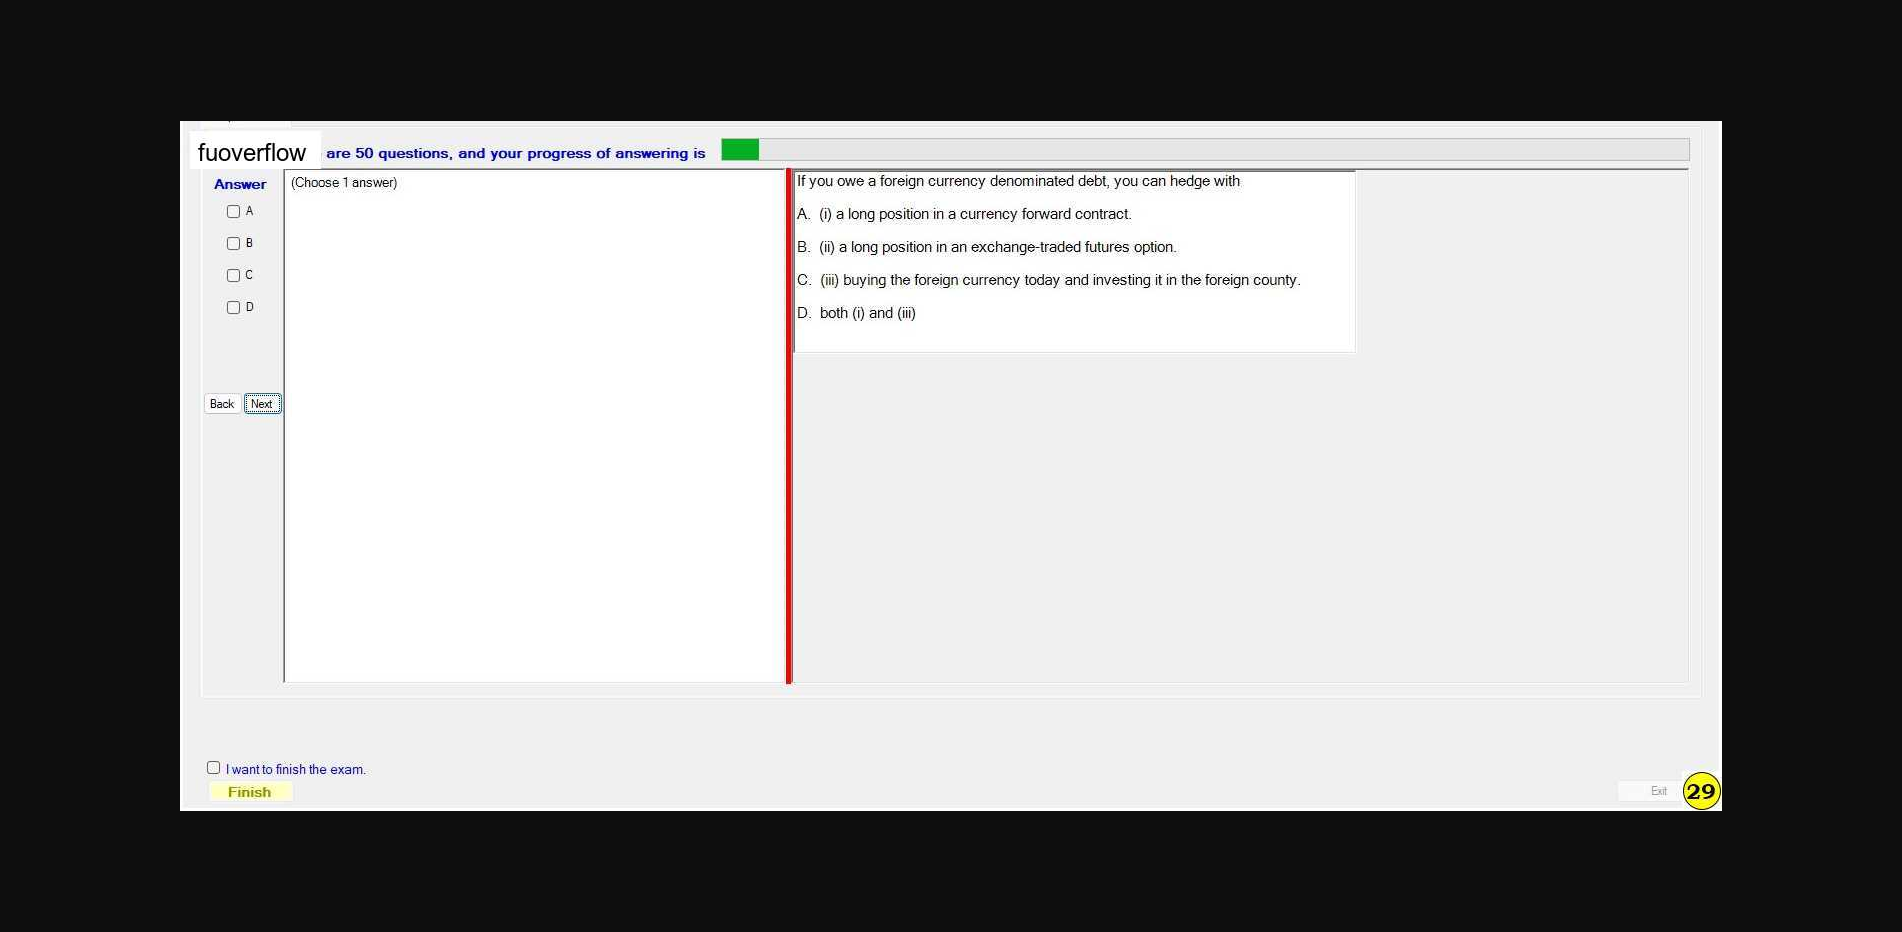 fuoverflow are 50 questions, and your progress of answering is
Answer
A
B
C
D
Back Next
(Choose 1 answer)
If you owe a foreign currency denominated debt, you can hedge with
A. (i) a long position in a currency forward contract.
B. (ii) a long position in an exchange-traded futures option.
C. (iii) buying the foreign currency today and investing it in the foreign county.
D. both (i) and (iii)
I want to finish the exam.
Finish
Exit
29